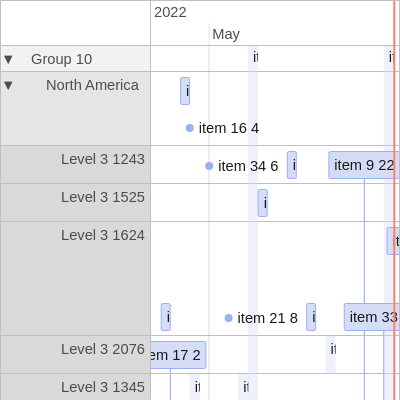 2022
May
▼ Group 10
▼ North America
item 16 4
Level 3 1243
item 34 6
item 9 22
Level 3 1525
Level 3 1624
item 21 8
item 33
Level 3 2076
em 17 2
Level 3 1345